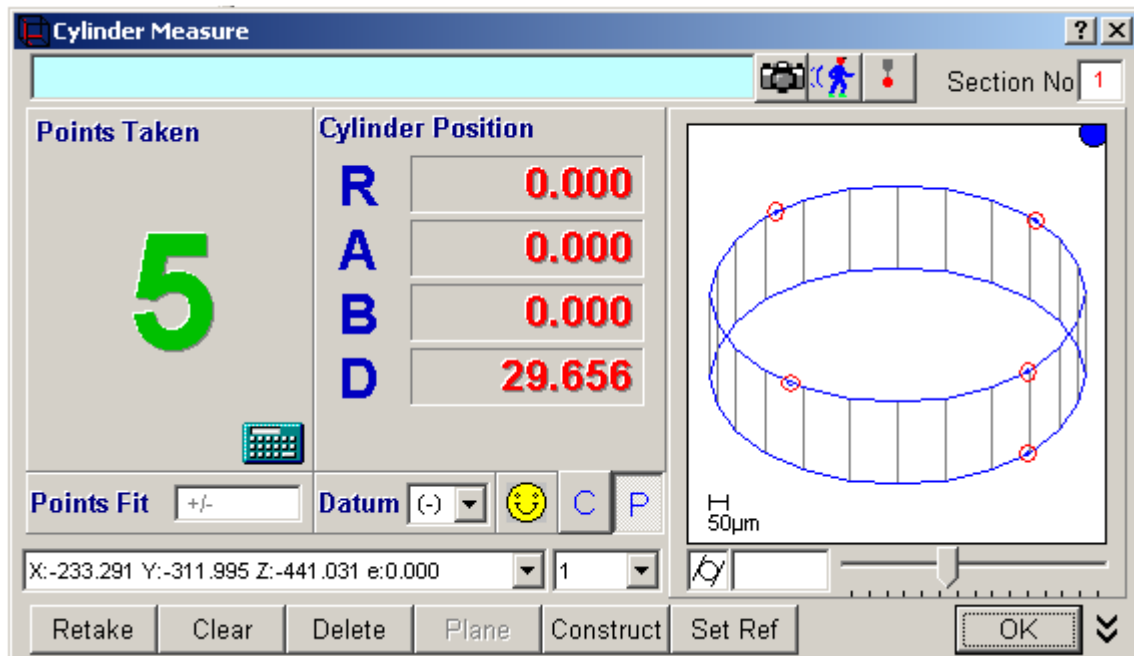 Cylinder Measure
Section No 1
Points Taken
5
Cylinder Position
R 0.000
A 0.000
B 0.000
D 29.656
50µm
Points Fit +/-
Datum (-) C P
X:-233.291 Y:-311.995 Z:-441.031 e:0.000 1
Retake Clear Delete Plane Construct Set Ref OK